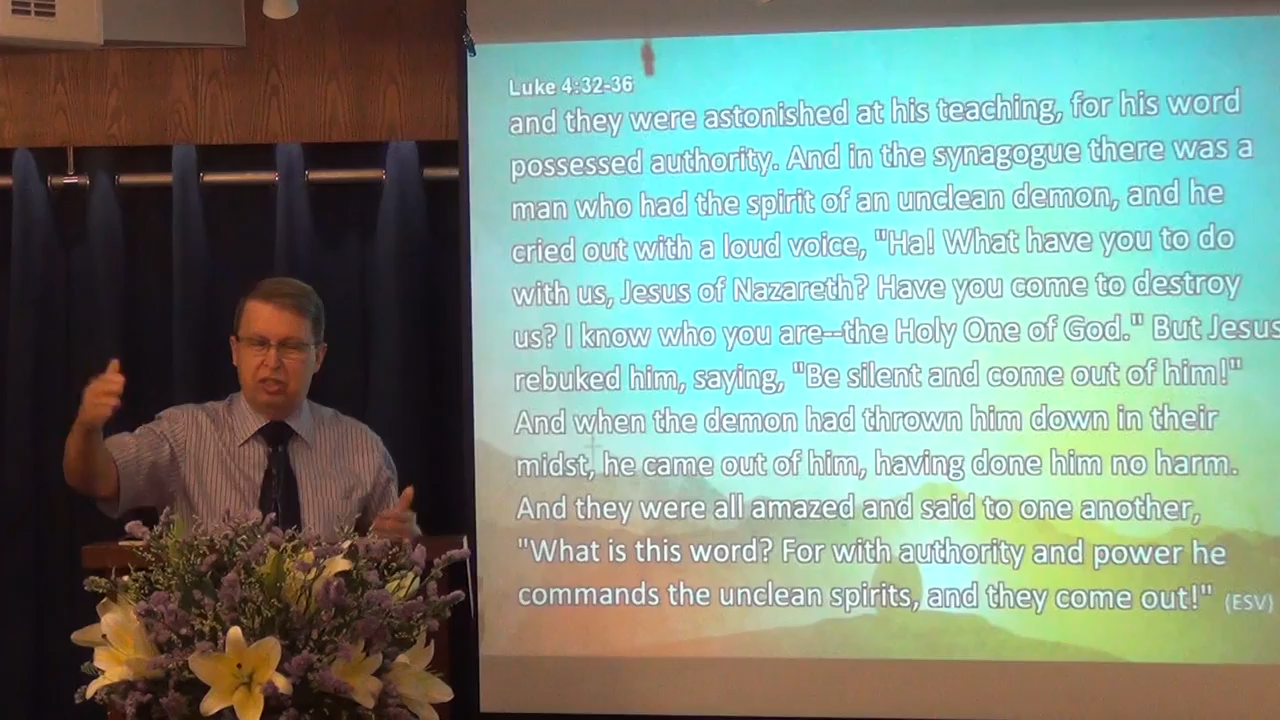 Luke 4:32-36
and they were astonished at his teaching, for his word
possessed authority. And in the synagogue there was a
man who had the spirit of an unclean demon, and he
cried out with a loud voice, "Ha! What have you to do
with us, Jesus of Nazareth? Have you come to destroy
us? I know who you are--the Holy One of God." But Jesus
rebuked him, saying, "Be silent and come out of him!"
And when the demon had thrown him down in their
midst, he came out of him, having done him no harm.
And they were all amazed and said to one another,
"What is this word? For with authority and power he
commands the unclean spirits, and they come out!" (ESV)